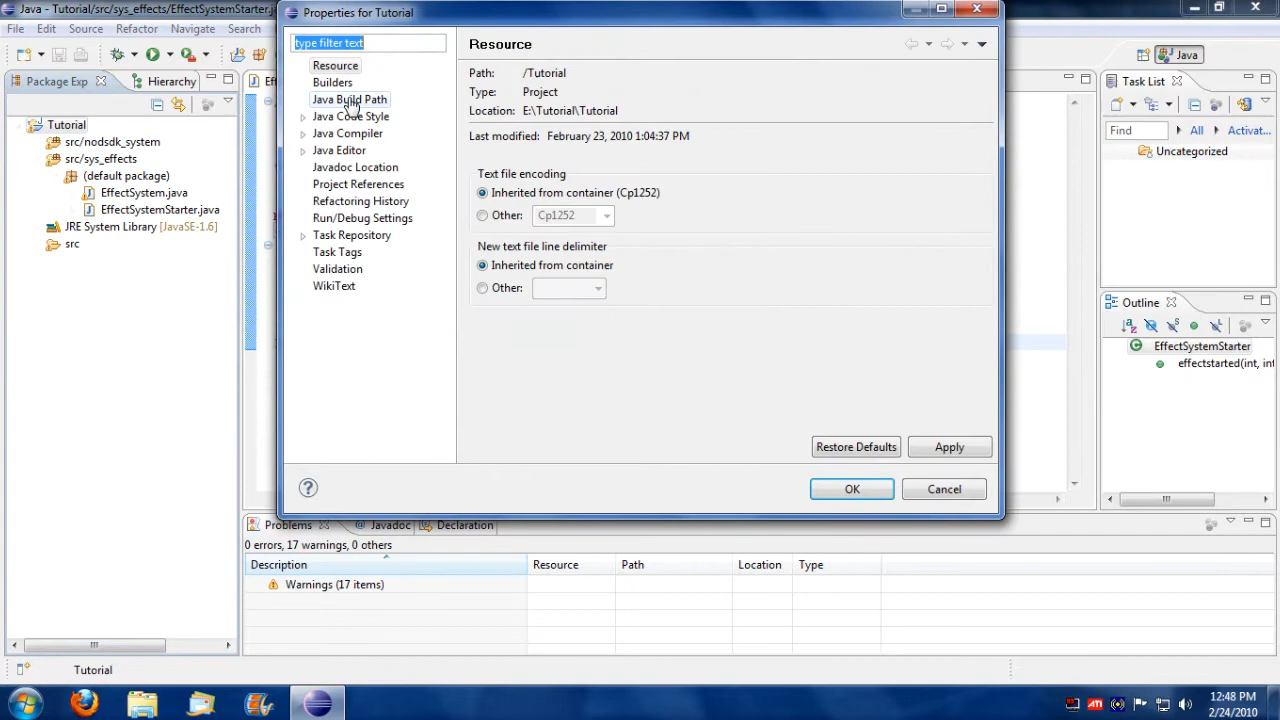 Java - Tutorial/src/sys_effects/EffectSystemStarter.ja
Properties for Tutorial
File Edit Source Refactor Navigate Search
Java
Package Exp Hierarchy
Tutorial
src/nodsdk_system
src/sys_effects
(default package)
EffectSystem.java
EffectSystemStarter.java
JRE System Library [JavaSE-1.6]
src
type filter text
Resource
Builders
Java Build Path
Java Code Style
Java Compiler
Java Editor
Javadoc Location
Project References
Refactoring History
Run/Debug Settings
Task Repository
Task Tags
Validation
WikiText
Resource
Path: /Tutorial
Type: Project
Location: E:\Tutorial\Tutorial
Last modified: February 23, 2010 1:04:37 PM
Text file encoding
Inherited from container (Cp1252)
Other: Cp1252
New text file line delimiter
Inherited from container
Other:
Restore Defaults Apply
OK Cancel
Task List
Find All Activat...
Uncategorized
Outline
EffectSystemStarter
effectstarted(int, int
Problems @ Javadoc Declaration
0 errors, 17 warnings, 0 others
Description Resource Path Location Type
Warnings (17 items)
Tutorial
ATI
12:48 PM
2/24/2010